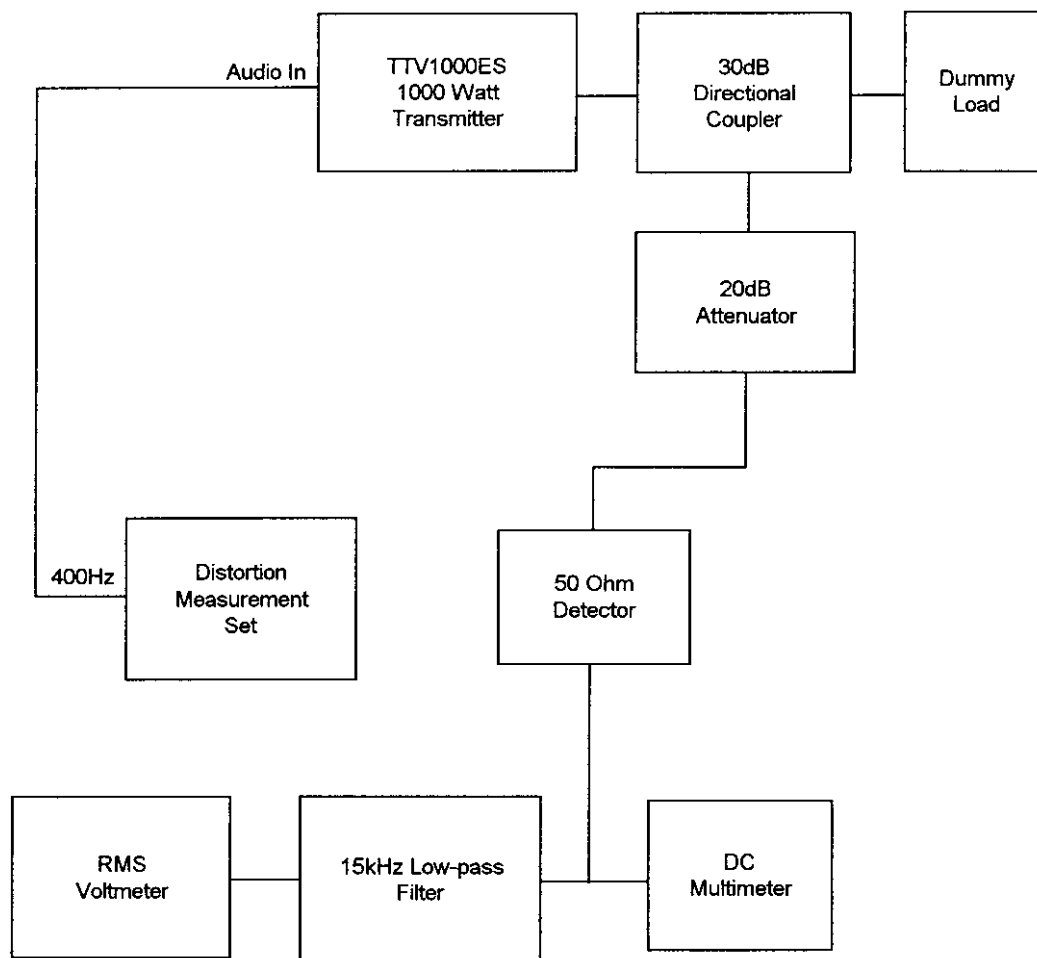 Audio In
TTV1000ES
1000 Watt
Transmitter
30dB
Directional
Coupler
Dummy
Load
20dB
Attenuator
400Hz
Distortion
Measurement
Set
50 Ohm
Detector
RMS
Voltmeter
15kHz Low-pass
Filter
DC
Multimeter